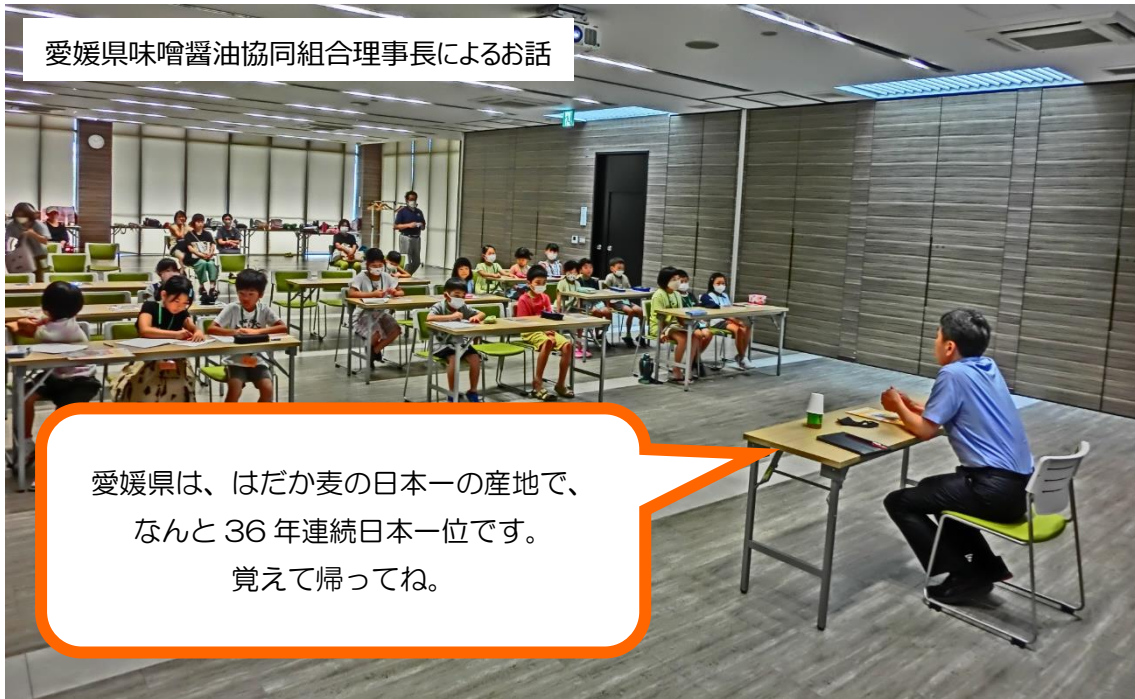 愛媛県味噌醤油協同組合理事長によるお話
愛媛県は、はだか麦の日本一の産地で、
なんと 36 年連続日本一位です。
覚えて帰ってね。